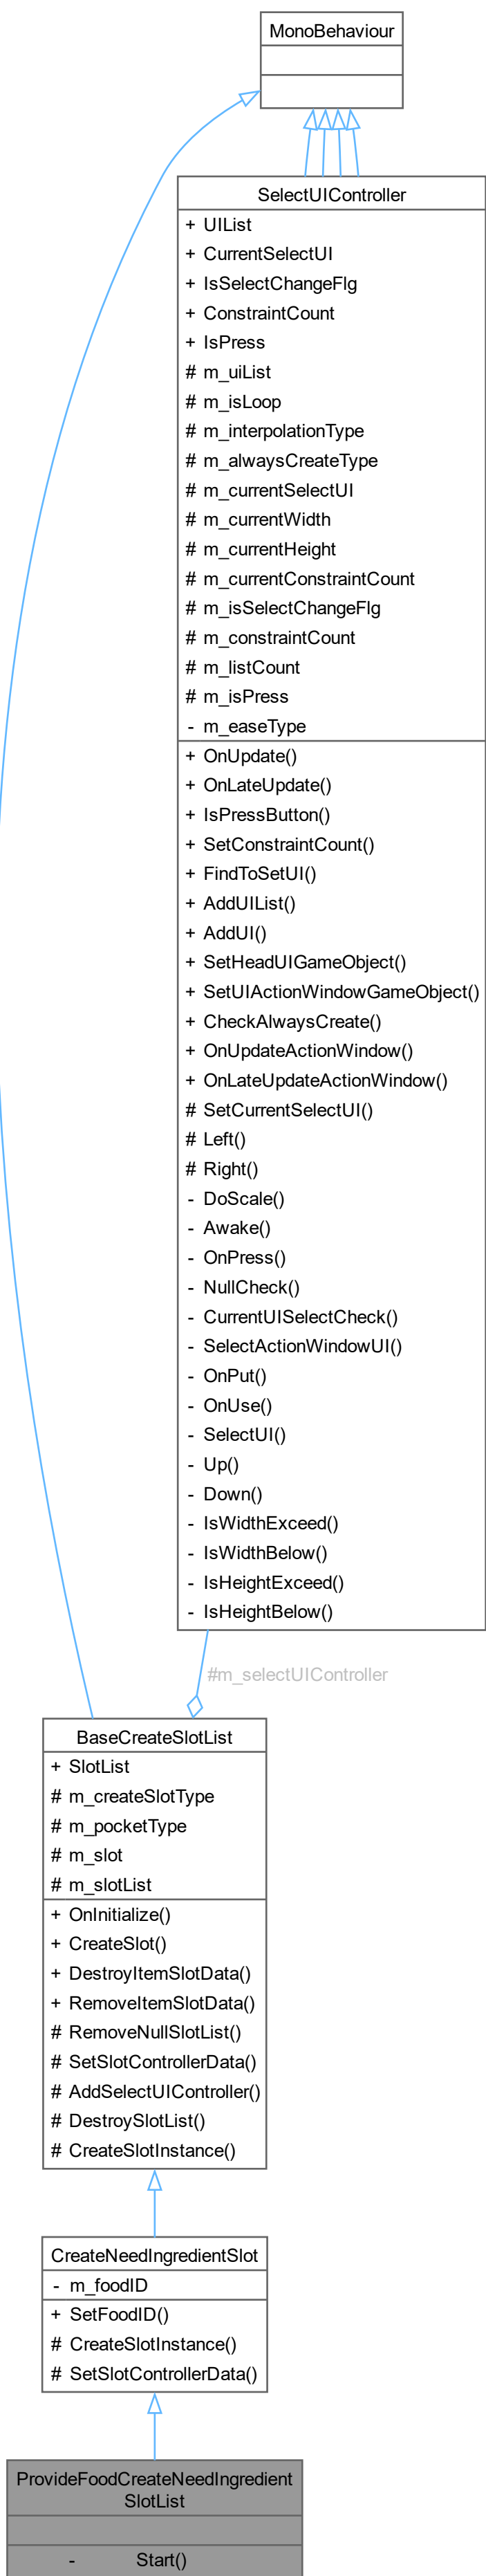 MonoBehaviour
SelectUIController
+ UIList
+ CurrentSelectUI
+ IsSelectChangeFlg
+ ConstraintCount
+ IsPress
# m_uiList
# m_isLoop
# m_interpolationType
# m_alwaysCreateType
# m_currentSelectUI
# m_currentWidth
# m_currentHeight
# m_currentConstraintCount
# m_isSelectChangeFlg
# m_constraintCount
# m_listCount
# m_isPress
- m_easeType
+ OnUpdate()
+ OnLateUpdate()
+ IsPressButton()
+ SetConstraintCount()
+ FindToSetUI()
+ AddUIList()
+ AddUI()
+ SetHeadUIGameObject()
+ SetUIActionWindowGameObject()
+ CheckAlwaysCreate()
+ OnUpdateActionWindow()
+ OnLateUpdateActionWindow()
# SetCurrentSelectUI()
# Left()
# Right()
- DoScale()
- Awake()
- OnPress()
- NullCheck()
- CurrentUISelectCheck()
- SelectActionWindowUI()
- OnPut()
- OnUse()
- SelectUI()
- Up()
- Down()
- IsWidthExceed()
- IsWidthBelow()
- IsHeightExceed()
- IsHeightBelow()
#m_selectUIController
BaseCreateSlotList
+ SlotList
# m_createSlotType
# m_pocketType
# m_slot
# m_slotList
+ OnInitialize()
+ CreateSlot()
+ DestroyItemSlotData()
+ RemoveItemSlotData()
# RemoveNullSlotList()
# SetSlotControllerData()
# AddSelectUIController()
# DestroySlotList()
# CreateSlotInstance()
CreateNeedIngredientSlot
- m_foodID
+ SetFoodID()
# CreateSlotInstance()
# SetSlotControllerData()
ProvideFoodCreateNeedIngredient
SlotList
- Start()